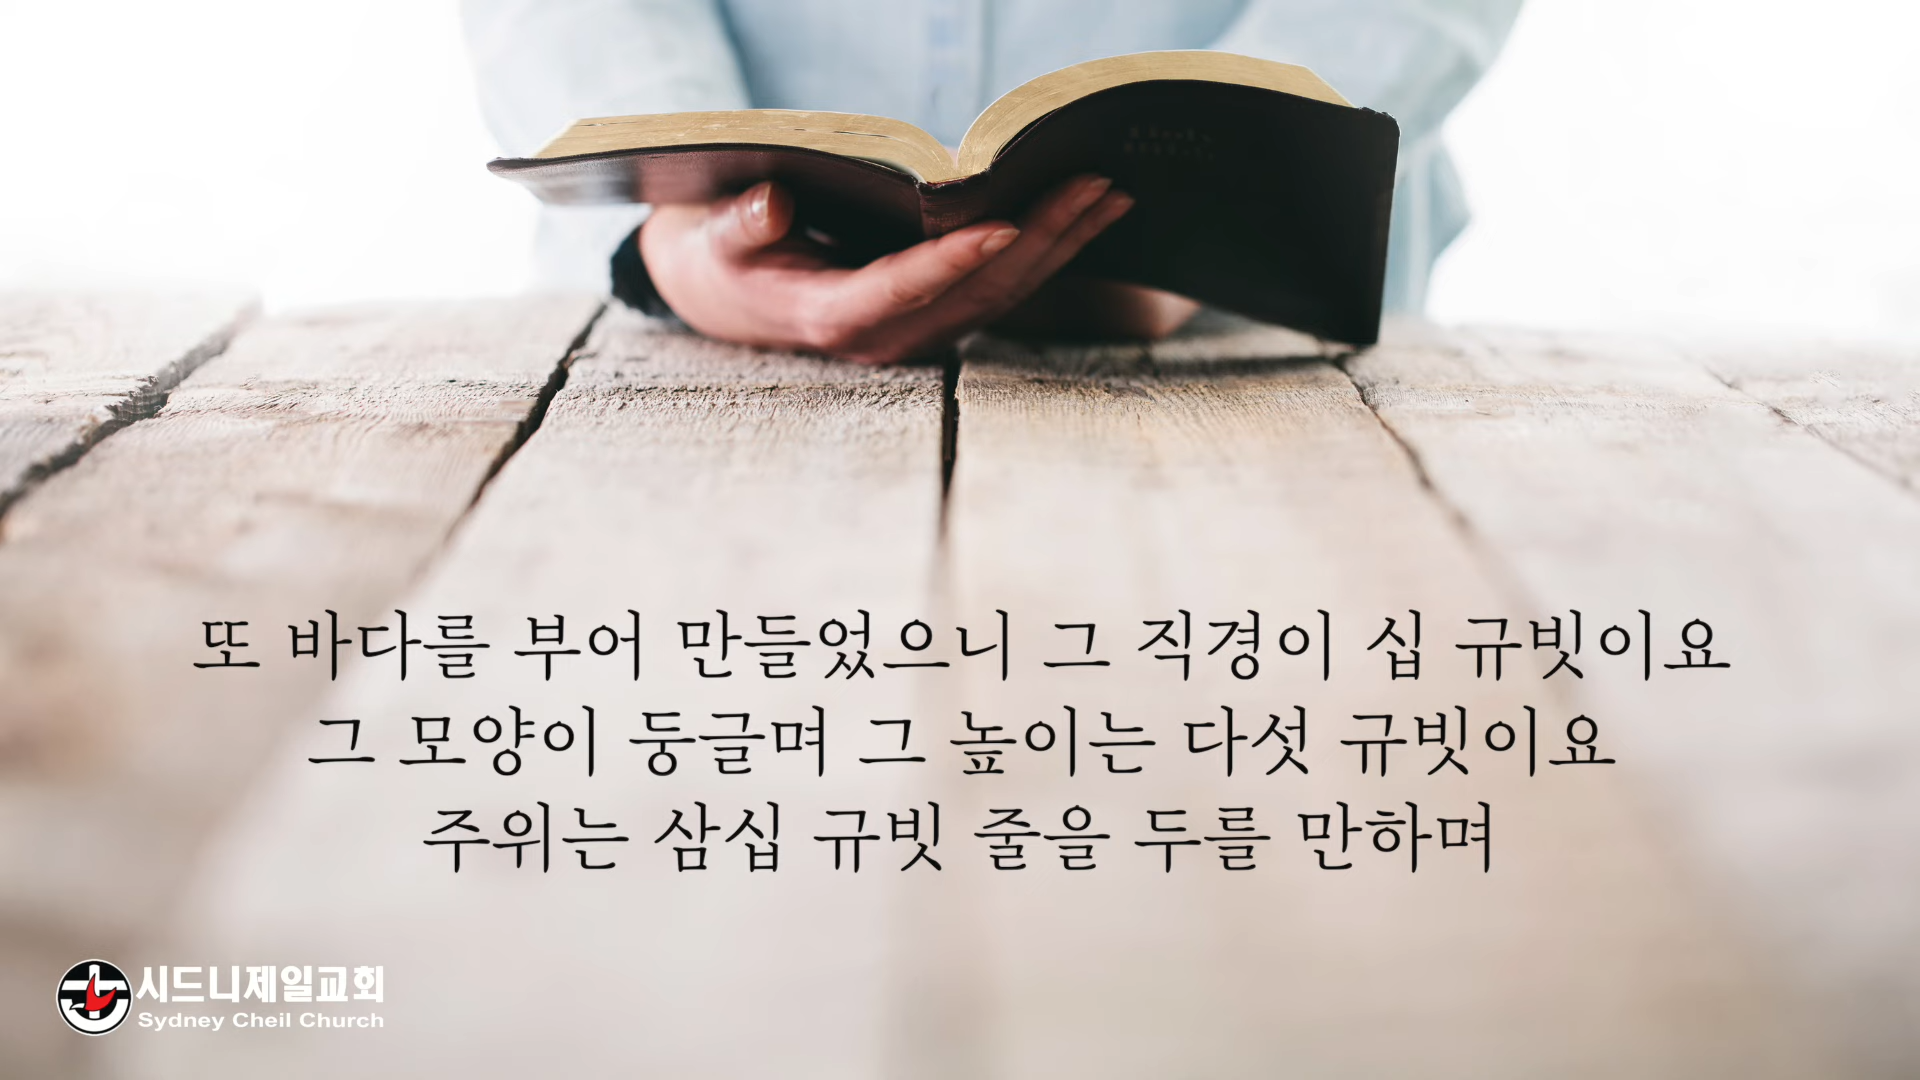 또 바다를 부어 만들었으니 그 직경이 십 규빗이요
그 모양이 둥글며 그 높이는 다섯 규빗이요
주위는 삼십 규빗 줄을 두를 만하며
시드니제일교회
Sydney Cheil Church